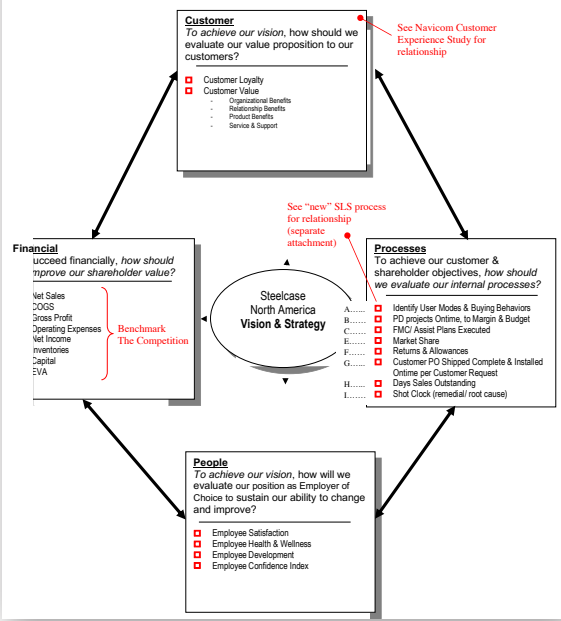 Customer
To achieve our vision, how should we
evaluate our value proposition to our
customers?
Customer Loyalty
Customer Value
- Organizational Benefits
- Relationship Benefits
- Product Benefits
- Service & Support
See Navicom Customer
Experience Study for
relationship
See “new” SLS process
for relationship
(separate
attachment)
Financial
ucceed financially, how should
mprove our shareholder value?
Net Sales
COGS
Gross Profit
Operating Expenses
Net Income
Inventories
Capital
EVA
Benchmark
The Competition
Steelcase
North America
Vision & Strategy
Processes
To achieve our customer &
shareholder objectives, how should
we evaluate our internal processes?
A…... Identify User Modes & Buying Behaviors
B…... PD projects Ontime, to Margin & Budget
C…... FMC/ Assist Plans Executed
E…... Market Share
F…... Returns & Allowances
G…... Customer PO Shipped Complete & Installed
Ontime per Customer Request
H…... Days Sales Outstanding
I…... Shot Clock (remedial/ root cause)
People
To achieve our vision, how will we
evaluate our position as Employer of
Choice to sustain our ability to change
and improve?
Employee Satisfaction
Employee Health & Wellness
Employee Development
Employee Confidence Index